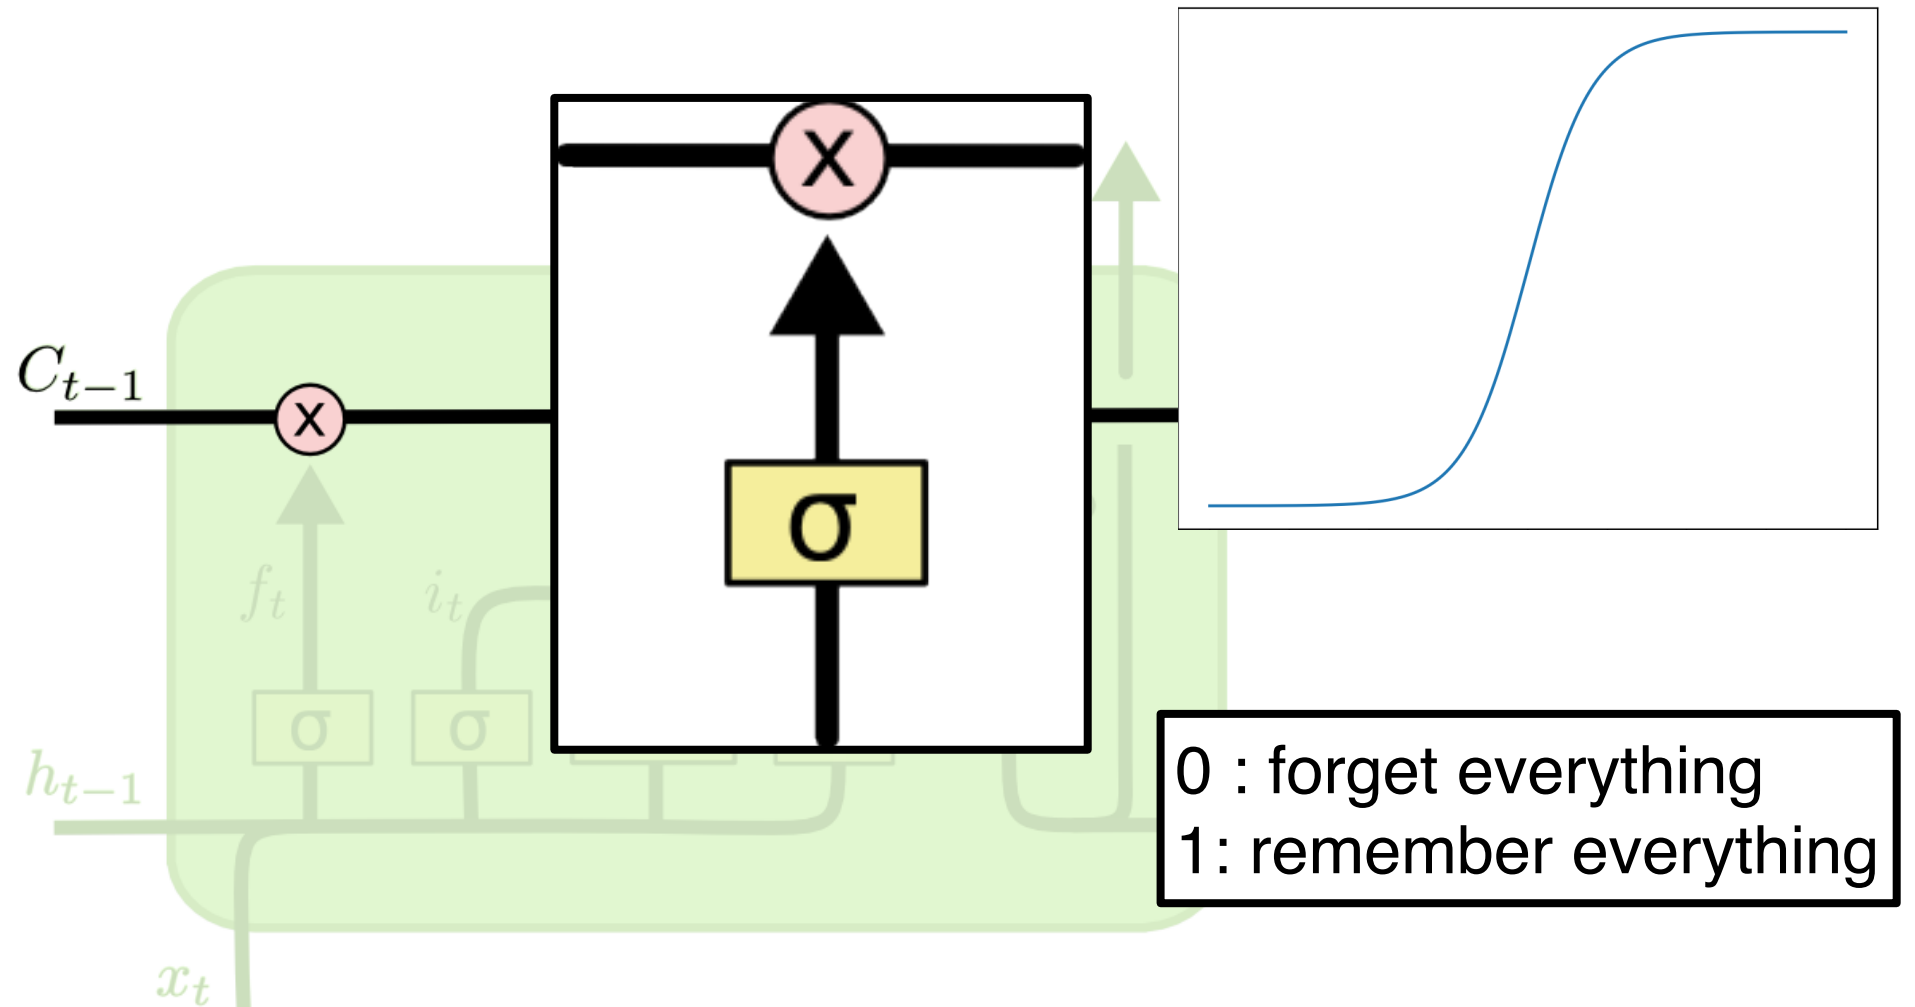 X
C_{t-1}
X
σ
f_t
i_t
σ
σ
h_{t-1}
0 : forget everything
1: remember everything
x_t